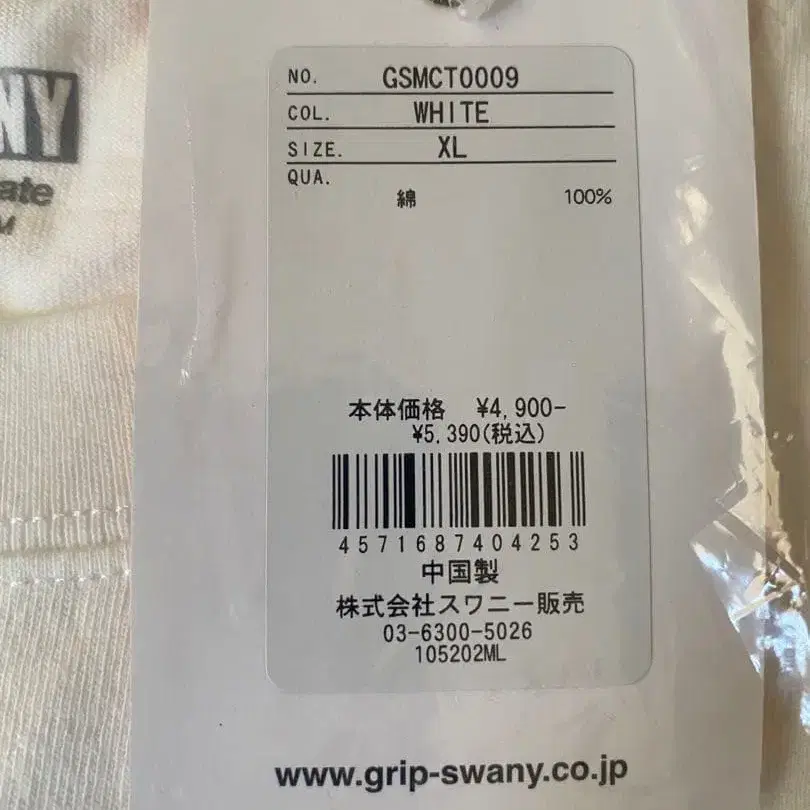 NY
ate
NO. GSMCT0009
COL. WHITE
SIZE. XL
QUA.
綿 100%
本体価格 ¥4,900-
¥5,390(税込)
4571687404253
中国製
株式会社スワニー販売
03-6300-5026
105202ML
www.grip-swany.co.jp